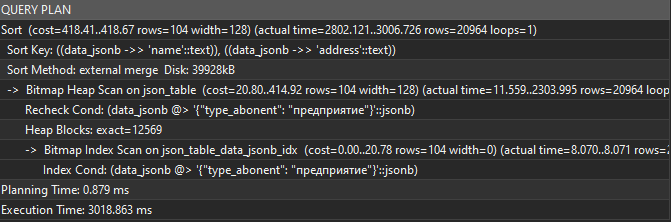 QUERY PLAN
Sort (cost=418.41..418.67 rows=104 width=128) (actual time=2802.121..3006.726 rows=20964 loops=1)
Sort Key: ((data_jsonb ->> 'name'::text)), ((data_jsonb ->> 'address'::text))
Sort Method: external merge Disk: 39928kB
-> Bitmap Heap Scan on json_table (cost=20.80..414.92 rows=104 width=128) (actual time=11.559..2303.995 rows=20964 loop
Recheck Cond: (data_jsonb @> '{"type_abonent": "предприятие"}'::jsonb)
Heap Blocks: exact=12569
-> Bitmap Index Scan on json_table_data_jsonb_idx (cost=0.00..20.78 rows=104 width=0) (actual time=8.070..8.071 rows=2
Index Cond: (data_jsonb @> '{"type_abonent": "предприятие"}'::jsonb)
Planning Time: 0.879 ms
Execution Time: 3018.863 ms